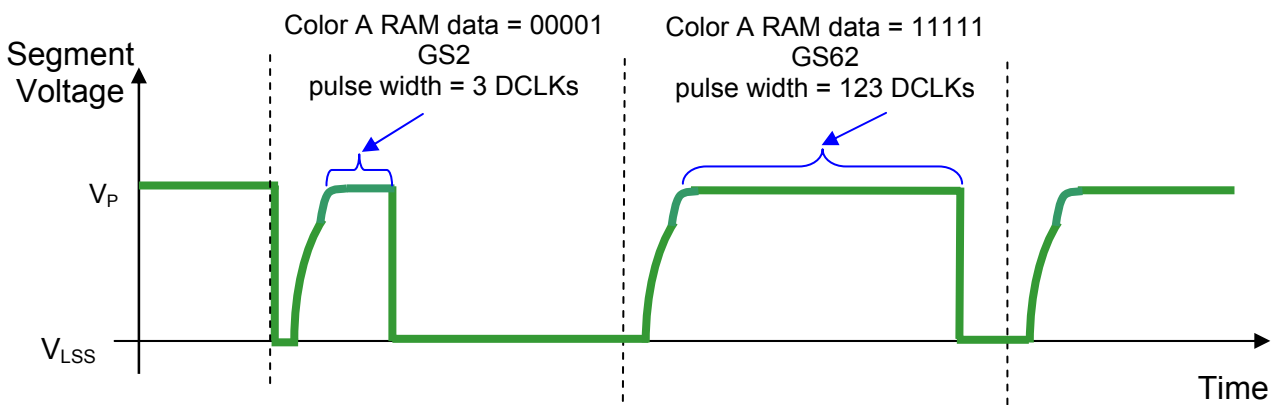 Color A RAM data = 00001
GS2
pulse width = 3 DCLKs
Color A RAM data = 11111
GS62
pulse width = 123 DCLKs
Segment
Voltage
VP
VLSS
Time